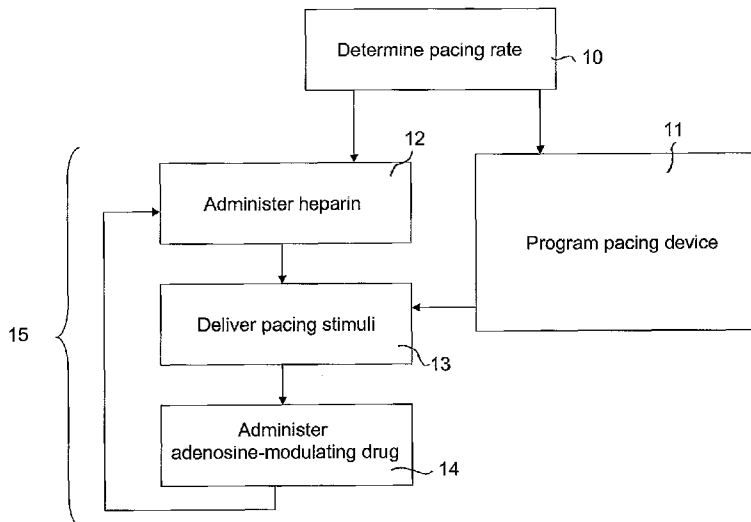 Determine pacing rate
10
11
12
Administer heparin
Program pacing device
Deliver pacing stimuli
15
13
Administer
adenosine-modulating drug
14